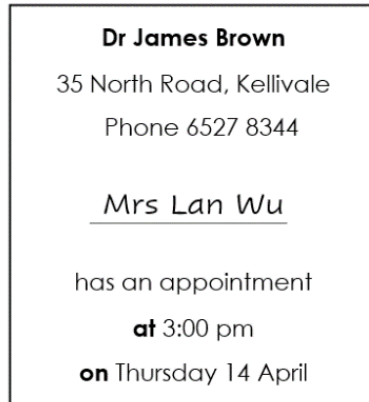 Dr James Brown
35 North Road, Kellivale
Phone 6527 8344
Mrs Lan Wu
has an appointment
at 3:00 pm
on Thursday 14 April